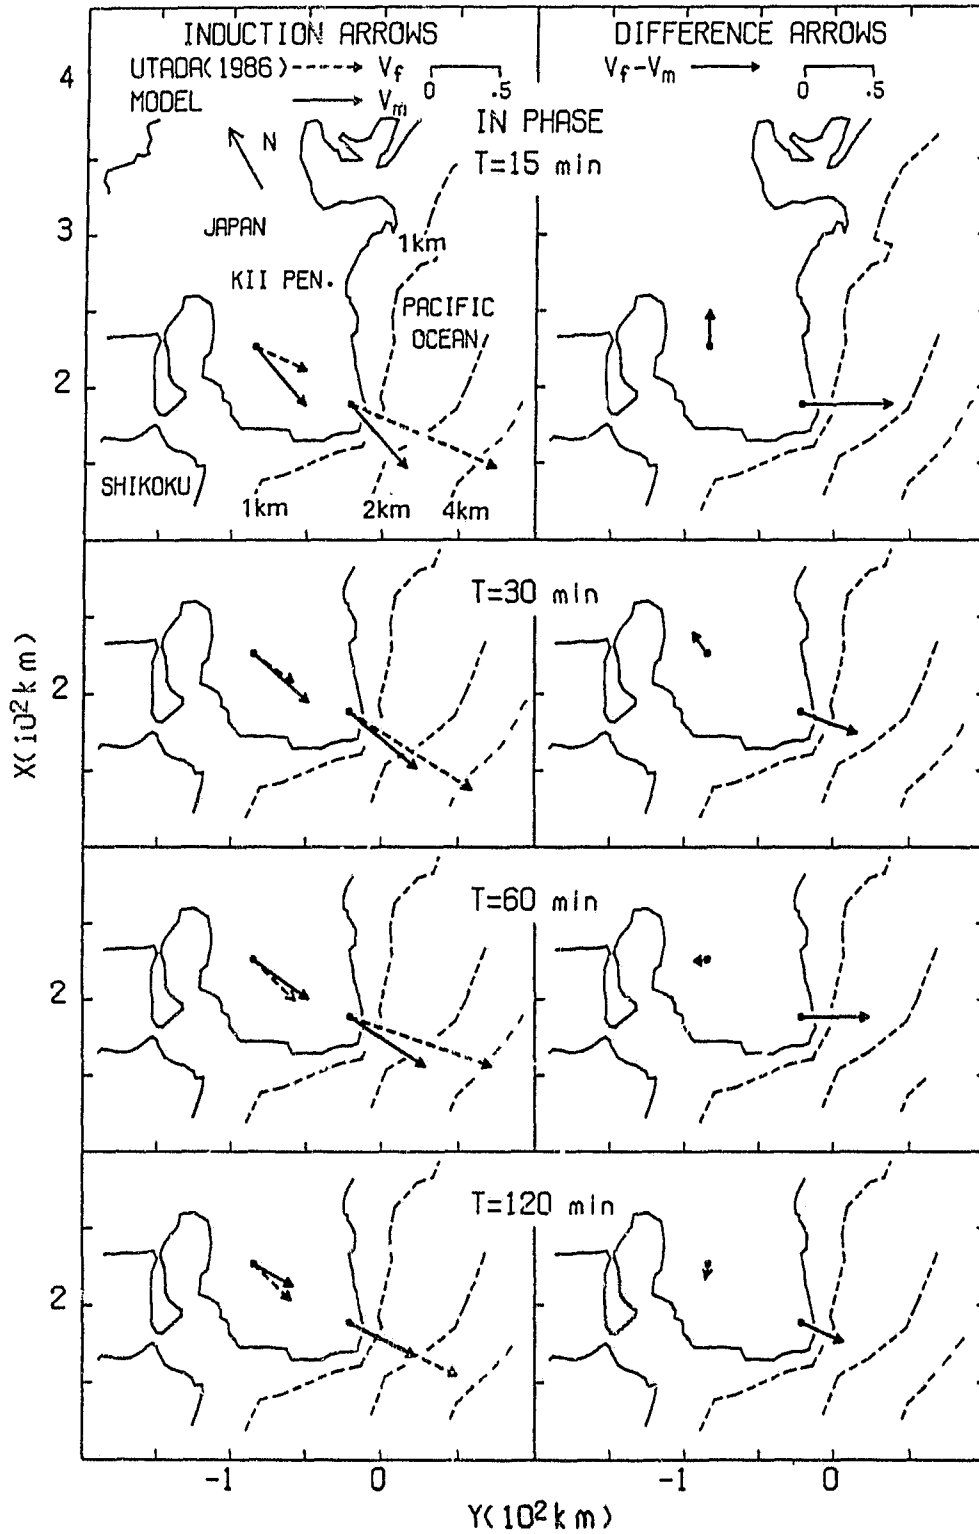 INDUCTION ARROWS
UTADA(1986) Vf 0 .5
MODEL Vm
DIFFERENCE ARROWS
Vf-Vm 0 .5
IN PHASE
T=15 min
N
JAPAN
KII PEN.
1km
PACIFIC
OCEAN
SHIKOKU
1km 2km 4km
4
3
2
T=30 min
2
T=60 min
2
T=120 min
2
X(10²km)
-1 0 -1 0
Y(10²km)